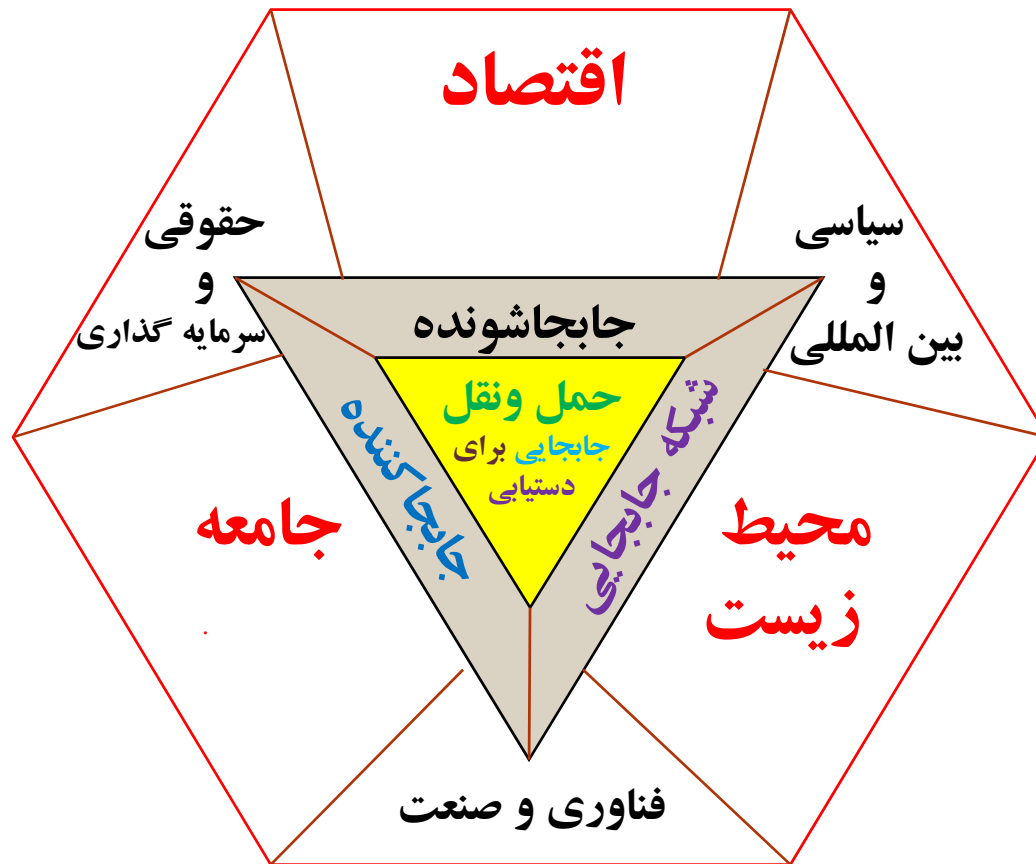 اقتصاد
سیاسی
و
بین المللی
حقوقی
و
سرمایه گذاری
جابجاشونده
حمل ونقل
جابجایی برای
دستیابی
شبکه جابجایی
جابجاکننده
محیط
زیست
جامعه
فناوری و صنعت